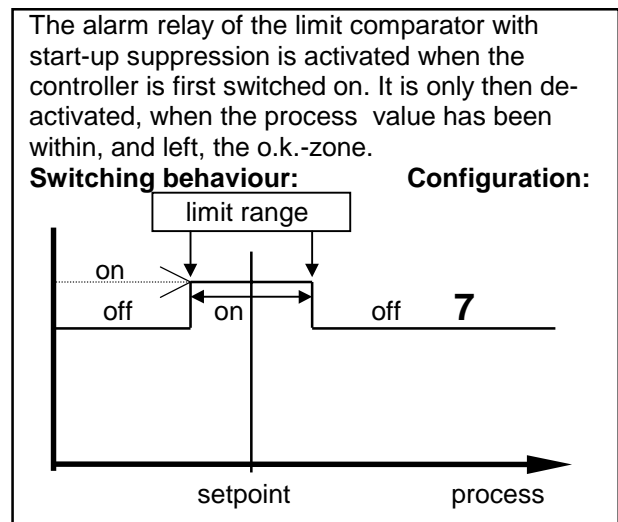 The alarm relay of the limit comparator with
start-up suppression is activated when the
controller is first switched on. It is only then de-
activated, when the process value has been
within, and left, the o.k.-zone.
Switching behaviour: Configuration:
limit range
on
off on off 7
setpoint process